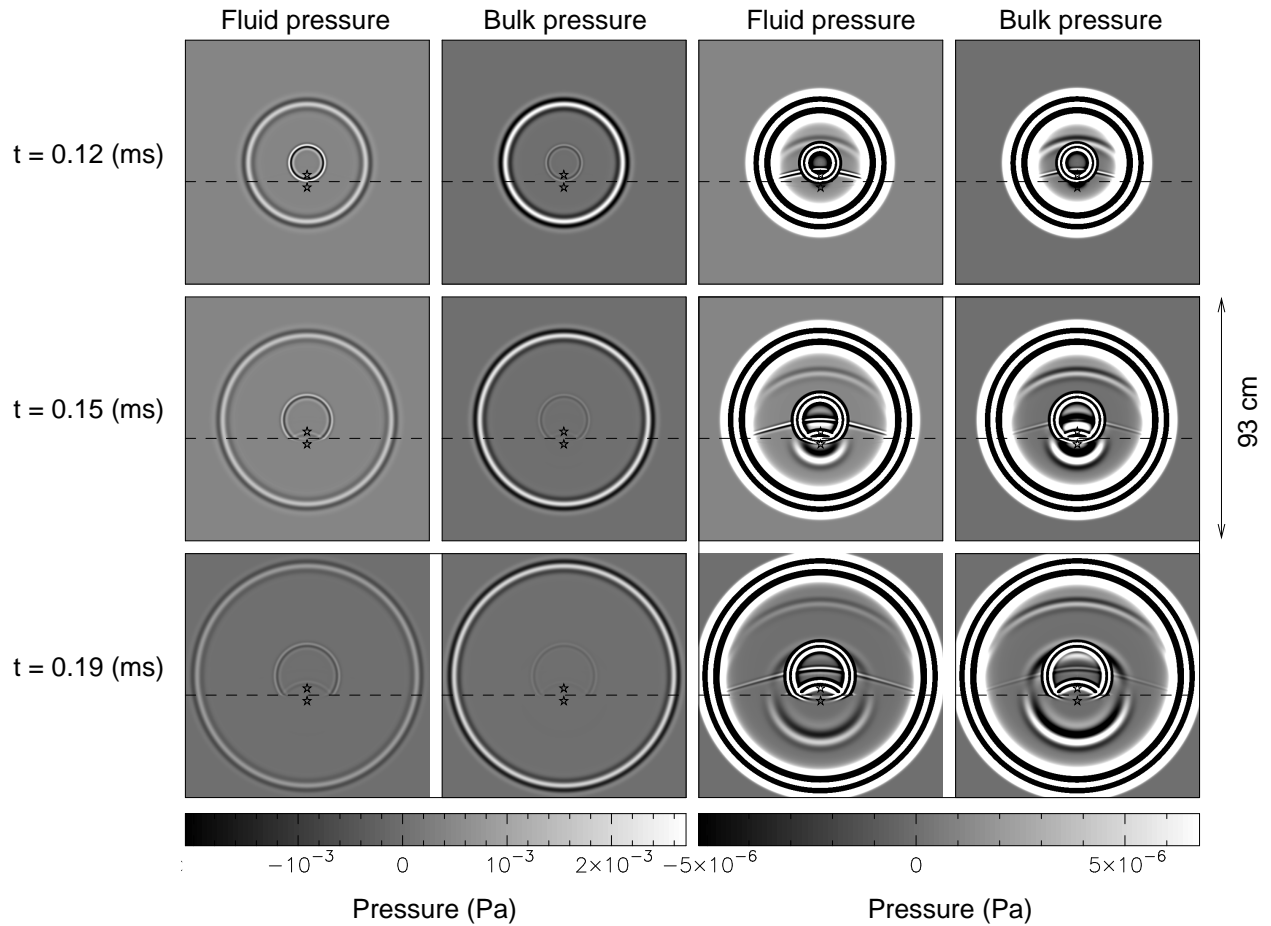 Fluid pressure Bulk pressure Fluid pressure Bulk pressure
t = 0.12 (ms)
t = 0.15 (ms)
93 cm
t = 0.19 (ms)
−10⁻³ 0 10⁻³ 2×10⁻³ −5×10⁻⁶ 0 5×10⁻⁶
Pressure (Pa) Pressure (Pa)